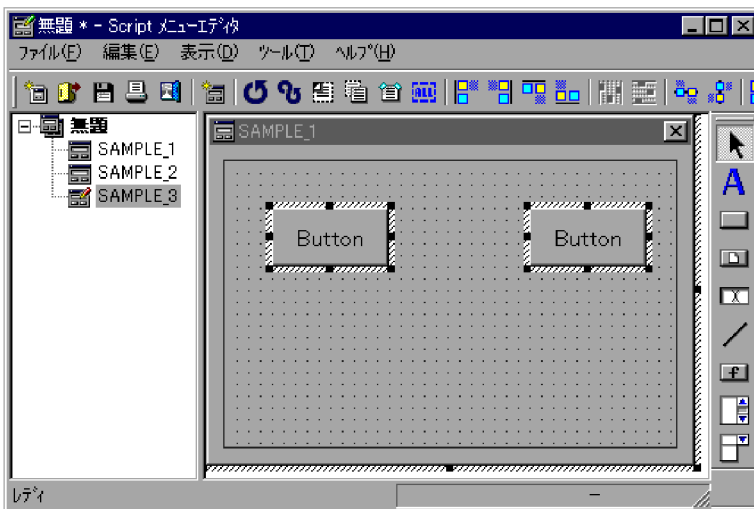 無題 * - Script ﾒﾆｭｰｴﾃﾞｨﾀ
ﾌｧｲﾙ(F) 編集(E) 表示(D) ﾂｰﾙ(T) ﾍﾙﾌﾟ(H)
ALL
無題
SAMPLE_1
SAMPLE_2
SAMPLE_3
SAMPLE_1
Button Button
A
f
ﾚﾃﾞｨ